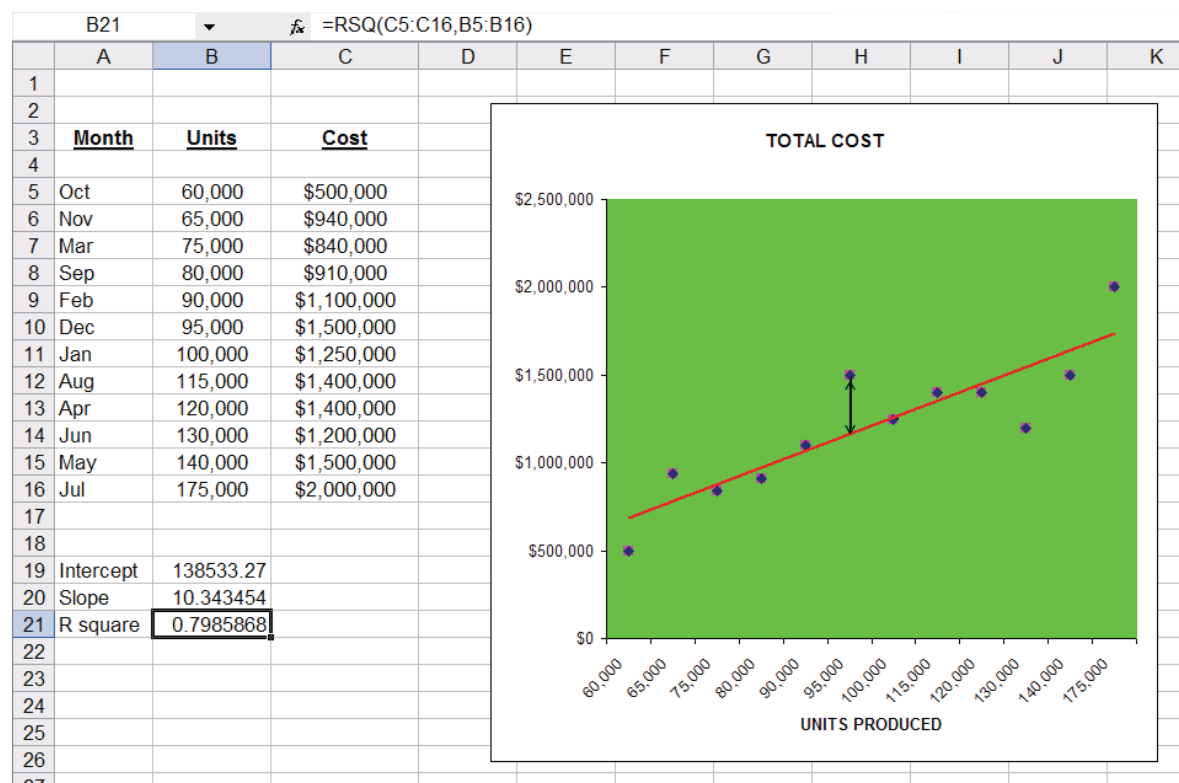 B21 fx =RSQ(C5:C16,B5:B16)
A B C D E F G H I J K
1
2
3 Month Units Cost
4
5 Oct 60,000 $500,000
6 Nov 65,000 $940,000
7 Mar 75,000 $840,000
8 Sep 80,000 $910,000
9 Feb 90,000 $1,100,000
10 Dec 95,000 $1,500,000
11 Jan 100,000 $1,250,000
12 Aug 115,000 $1,400,000
13 Apr 120,000 $1,400,000
14 Jun 130,000 $1,200,000
15 May 140,000 $1,500,000
16 Jul 175,000 $2,000,000
17
18
19 Intercept 138533.27
20 Slope 10.343454
21 R square 0.7985868
22
23
24
25
26
TOTAL COST
$2,500,000
$2,000,000
$1,500,000
$1,000,000
$500,000
$0
60,000 65,000 75,000 80,000 90,000 95,000 100,000 115,000 120,000 130,000 140,000 175,000
UNITS PRODUCED